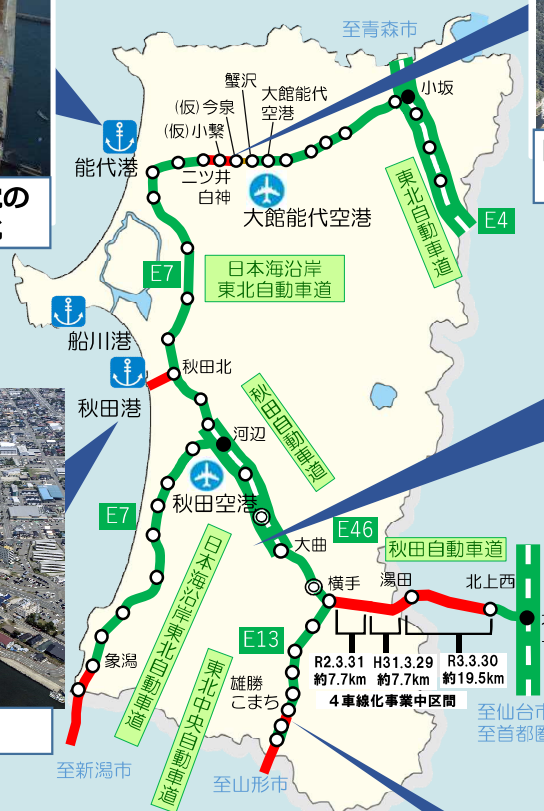 至青森市
小坂
蟹沢
大館能代
空港
(仮)今泉
(仮)小繋
能代港
二ツ井
白神
大館能代空港
東北自動車道
E4
E7
日本海沿岸
東北自動車道
船川港
秋田北
秋田港
秋田自動車道
河辺
秋田空港
E7
大曲
E46
秋田自動車道
日本海沿岸東北自動車道
横手
湯田
北上西
E13
R2.3.31
約7.7km
H31.3.29
約7.7km
R3.3.30
約19.5km
4車線化事業中区間
象潟
東北中央自動車道
雄勝
こまち
至仙台市
至首都圏
至新潟市
至山形市